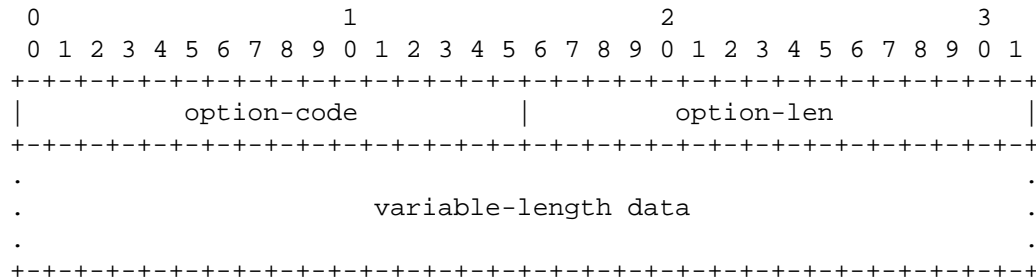 0                   1                   2                   3
 0 1 2 3 4 5 6 7 8 9 0 1 2 3 4 5 6 7 8 9 0 1 2 3 4 5 6 7 8 9 0 1
+-+-+-+-+-+-+-+-+-+-+-+-+-+-+-+-+-+-+-+-+-+-+-+-+-+-+-+-+-+-+-+-+
|          option-code          |         option-len            |
+-+-+-+-+-+-+-+-+-+-+-+-+-+-+-+-+-+-+-+-+-+-+-+-+-+-+-+-+-+-+-+-+
.                                                               .
.                      variable-length data                     .
.                                                               .
+-+-+-+-+-+-+-+-+-+-+-+-+-+-+-+-+-+-+-+-+-+-+-+-+-+-+-+-+-+-+-+-+